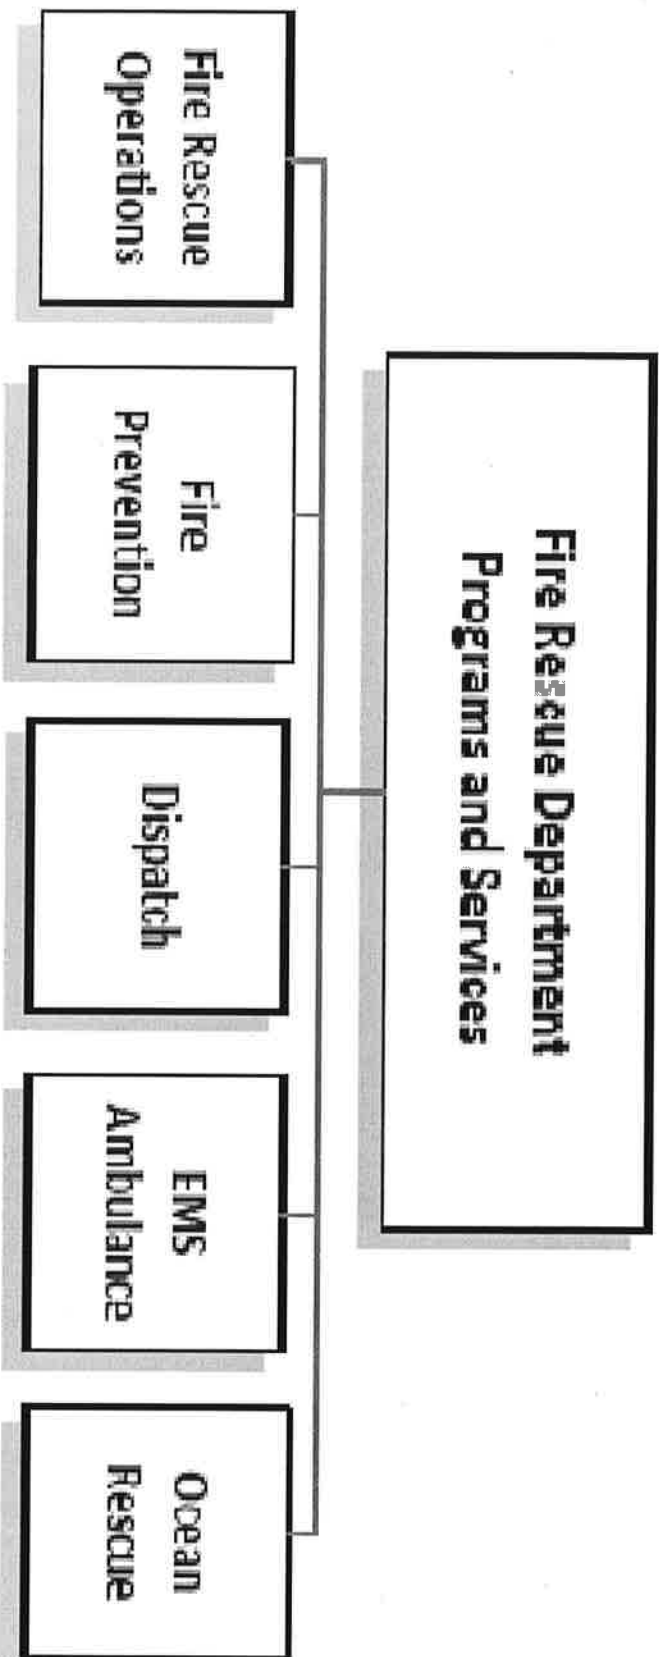 Fire Rescue Department
Programs and Services
Fire Rescue
Operations
Fire
Prevention
Dispatch
EMS
Ambulance
Ocean
Rescue